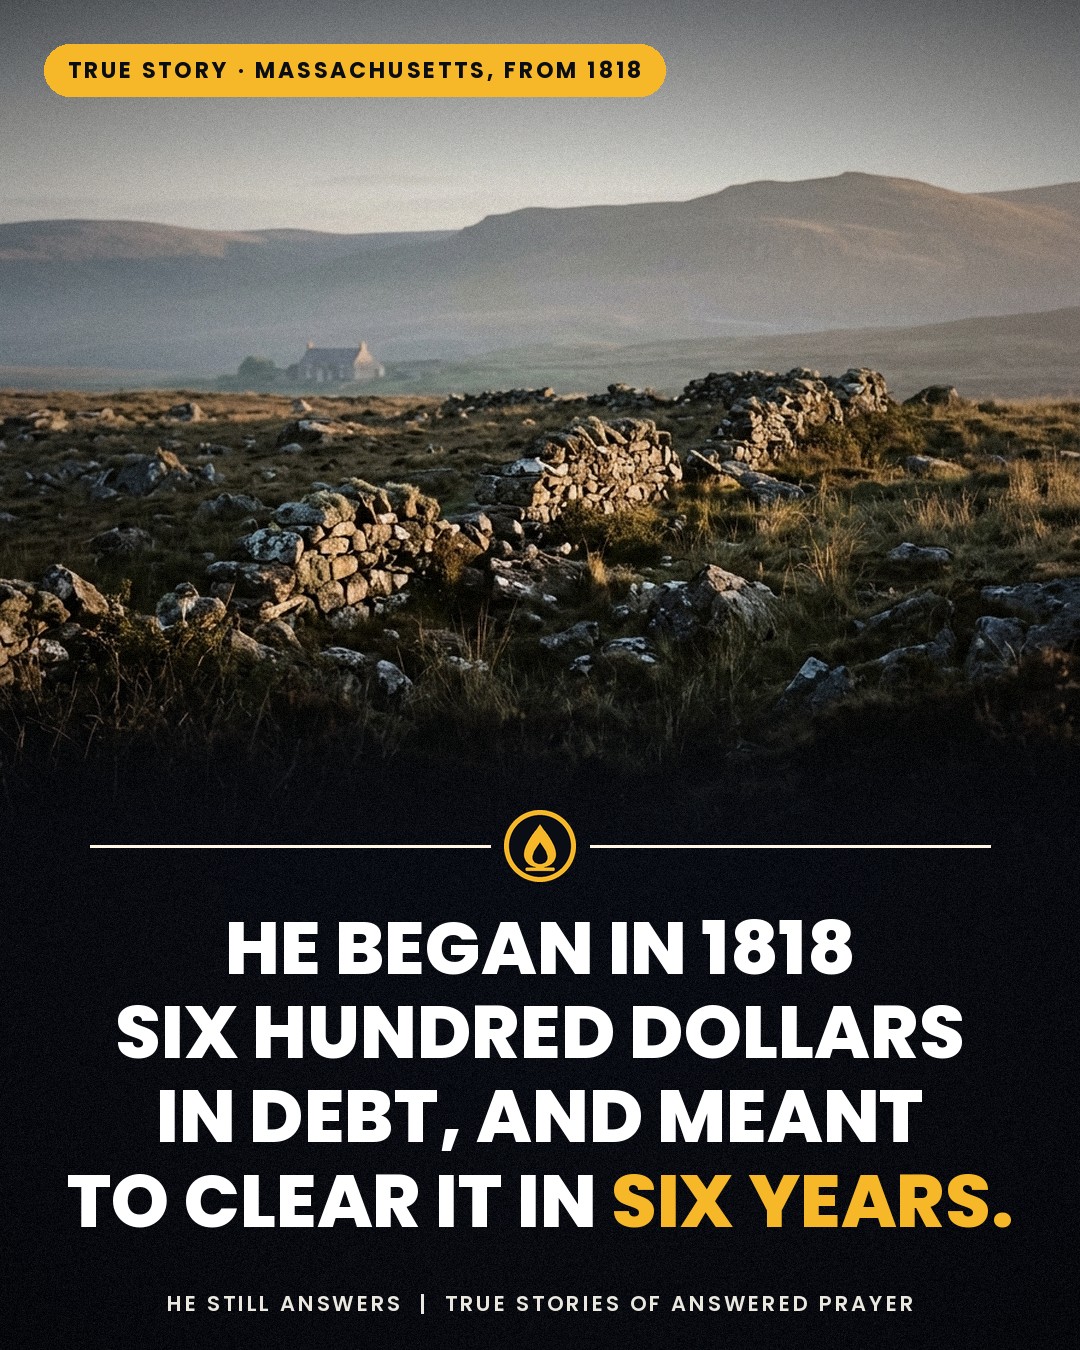 TRUE STORY · MASSACHUSETTS, FROM 1818
HE BEGAN IN 1818
SIX HUNDRED DOLLARS
IN DEBT, AND MEANT
TO CLEAR IT IN SIX YEARS.
HE STILL ANSWERS | TRUE STORIES OF ANSWERED PRAYER